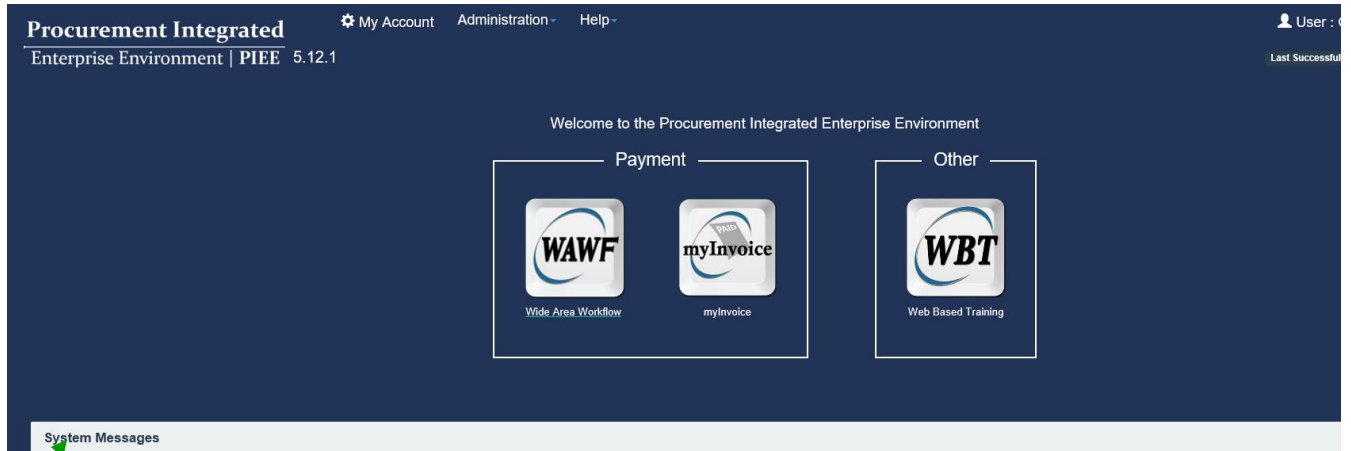 Procurement Integrated
Enterprise Environment | PIEE 5.12.1
My Account Administration Help
User :
Last Successful
Welcome to the Procurement Integrated Enterprise Environment
Payment
Other
WAWF
PAID
myInvoice
WBT
Wide Area Workflow
myInvoice
Web Based Training
System Messages